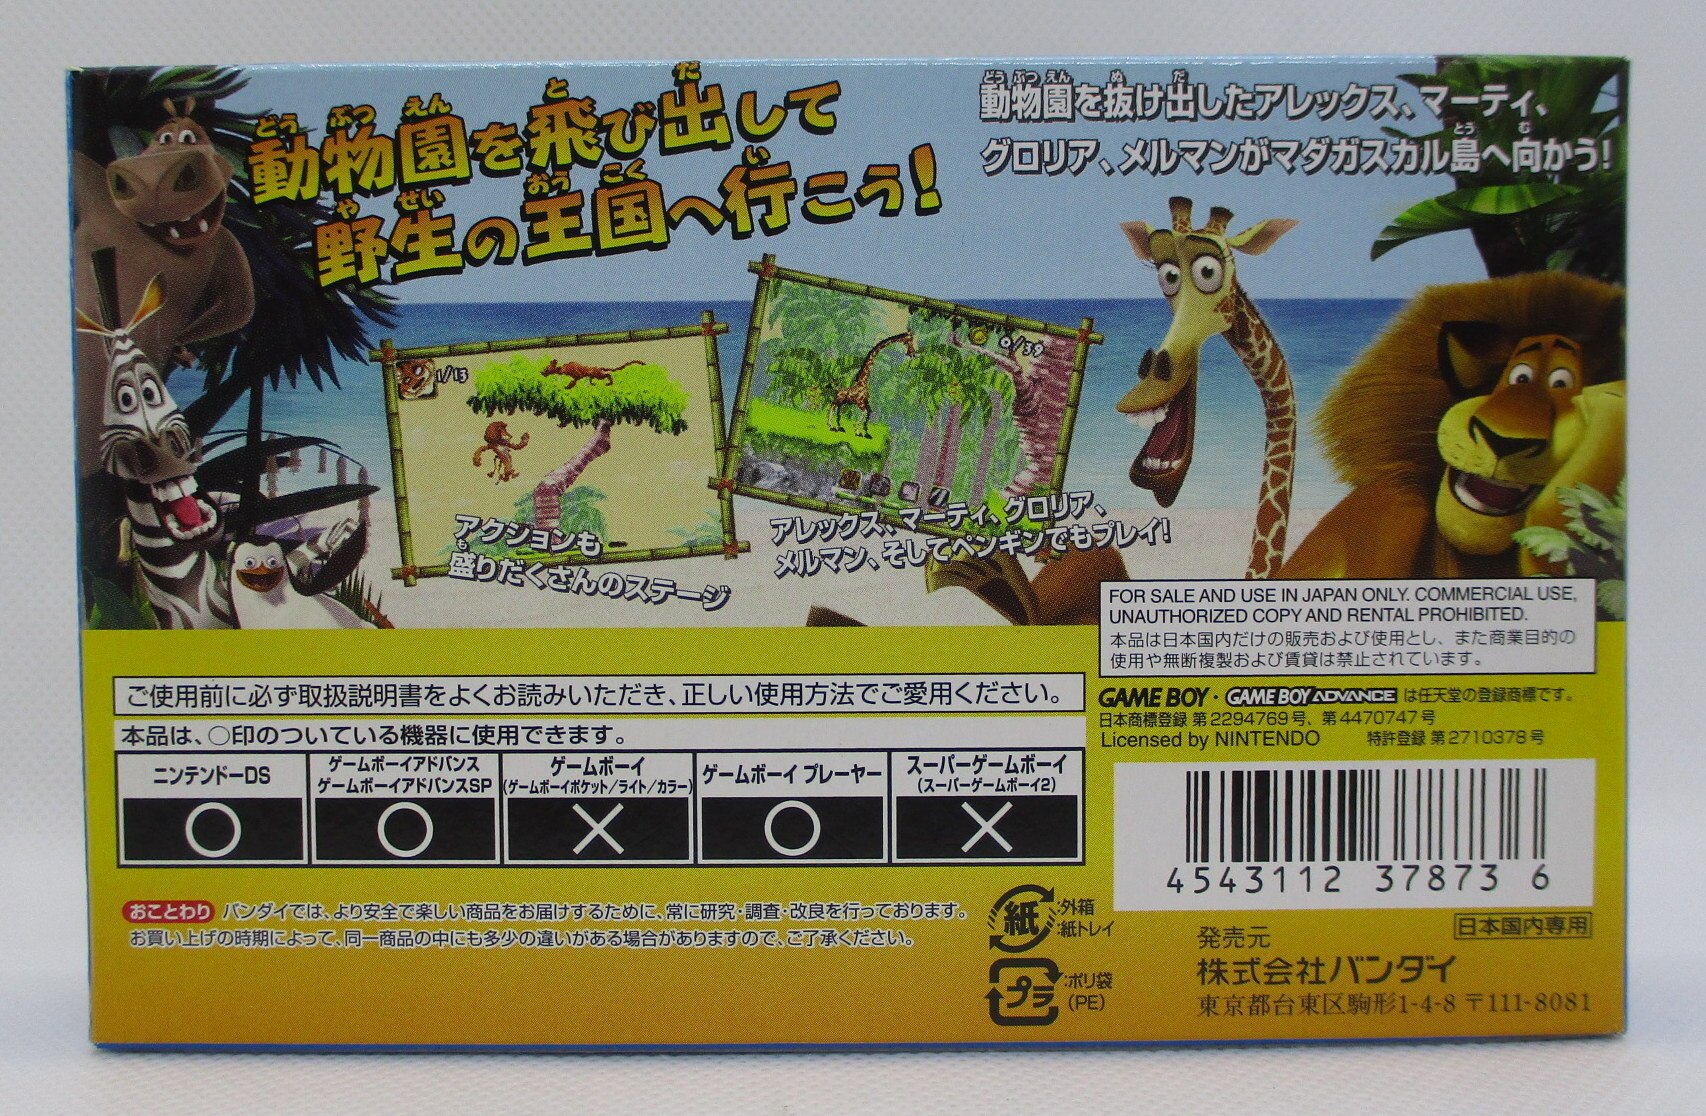 動物園を飛び出して
野生の王国へ行こう!
動物園を抜け出したアレックス、マーティ、
グロリア、メルマンがマダガスカル島へ向かう!
1/13
0/39
アクションも
盛りだくさんのステージ
アレックス、マーティ、グロリア、
メルマン、そしてペンギンでもプレイ!
FOR SALE AND USE IN JAPAN ONLY. COMMERCIAL USE,
UNAUTHORIZED COPY AND RENTAL PROHIBITED.
本品は日本国内だけの販売および使用とし、また商業目的の
使用や無断複製および賃貸は禁止されています。
ご使用前に必ず取扱説明書をよくお読みいただき、正しい使用方法でご愛用ください。
本品は、○印のついている機器に使用できます。
ニンテンドーDS
ゲームボーイアドバンス
ゲームボーイアドバンスSP
ゲームボーイ
(ゲームボーイポケット/ライト/カラー)
ゲームボーイ プレーヤー
スーパーゲームボーイ
(スーパーゲームボーイ2)
○ ○ × ○ ×
GAME BOY・GAME BOY ADVANCE は任天堂の登録商標です。
日本商標登録 第2294769号、第4470747号
Licensed by NINTENDO 特許登録 第2710378号
4543112 37873 6
おことわり バンダイでは、より安全で楽しい商品をお届けするために、常に研究・調査・改良を行っております。
お買い上げの時期によって、同一商品の中にも多少の違いがある場合がありますので、ご了承ください。
紙 :外箱
:紙トレイ
プラ :ポリ袋
(PE)
日本国内専用
発売元
株式会社バンダイ
東京都台東区駒形1-4-8 〒111-8081